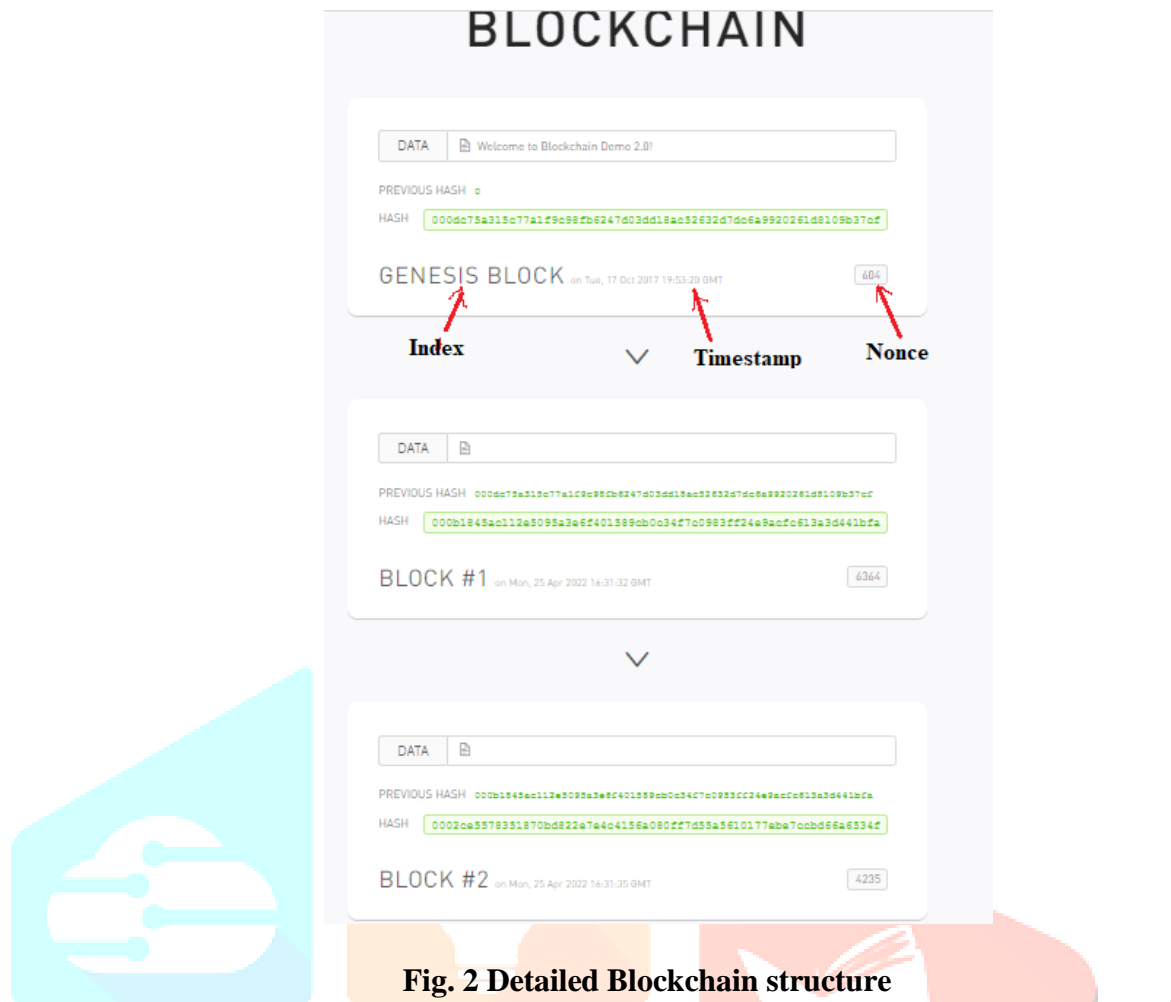 BLOCKCHAIN
DATA Welcome to Blockchain Demo 2.0!
PREVIOUS HASH 0
HASH 000dc75a315c77a1f9c98fb6247d03dd18ac52632d7dc6a9920261d8109b37cf
GENESIS BLOCK on Tue, 17 Oct 2017 19:53:20 GMT 604
Index Timestamp Nonce
DATA
PREVIOUS HASH 000dc75a315c77a1f9c98fb6247d03dd18ac52632d7dc6a9920261d8109b37cf
HASH 000b1845ac112e5095a3e6f401589cb0c34f7c0983ff24e9acfc613a3d441bfa
BLOCK #1 on Mon, 25 Apr 2022 16:31:32 GMT 6364
DATA
PREVIOUS HASH 000b1845ac112e5095a3e6f401589cb0c34f7c0983ff24e9acfc613a3d441bfa
HASH 0002ce5578351870bd822e7e4c4156a080ff7d55a5610177ebe7ccbd66a6534f
BLOCK #2 on Mon, 25 Apr 2022 16:31:35 GMT 4235
Fig. 2 Detailed Blockchain structure